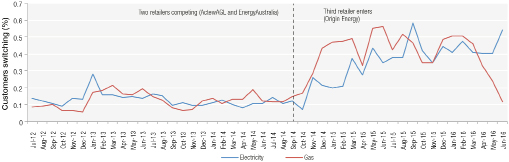 0.7
0.6
0.5
0.4
0.3
0.2
0.1
0
Customers switching (%)
Two retailers competing (ActewAGL and EnergyAustralia)
Third retailer enters
(Origin Energy)
Jul-12
Aug-12
Sep-12
Oct-12
Nov-12
Dec-12
Jan-13
Feb-13
Mar-13
Apr-13
May-13
Jun-13
Jul-13
Aug-13
Sep-13
Oct-13
Nov-13
Dec-13
Jan-14
Feb-14
Mar-14
Apr-14
May-14
Jun-14
Jul-14
Aug-14
Sep-14
Oct-14
Nov-14
Dec-14
Jan-15
Feb-15
Mar-15
Apr-15
May-15
Jun-15
Jul-15
Aug-15
Sep-15
Oct-15
Nov-15
Dec-15
Jan-16
Feb-16
Mar-16
Apr-16
May-16
Electricity
Gas